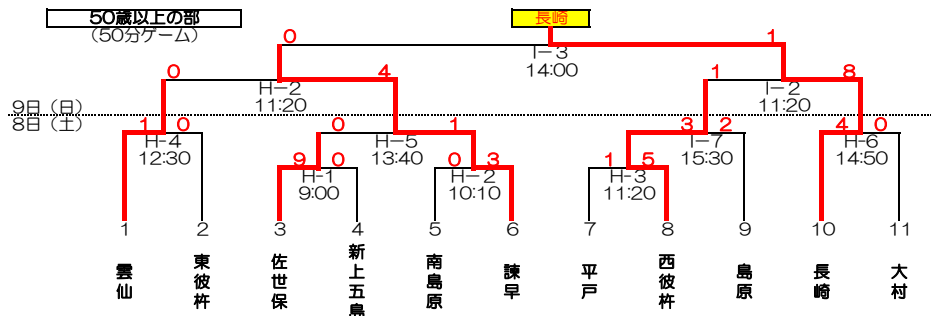 50歳以上の部
(50分ゲーム)
長崎
0
1
I-3
14:00
0
4
1
8
H-2
11:20
I-2
11:20
9日(日)
8日(土)
1 0
H-4
12:30
0 1
H-5
13:40
3 2
I-7
15:30
4 0
H-6
14:50
9 0
H-1
9:00
0 3
H-2
10:10
1 5
H-3
11:20
1 2 3 4 5 6 7 8 9 10 11
雲仙
東彼杵
佐世保
新上五島
南島原
諫早
平戸
西彼杵
島原
長崎
大村